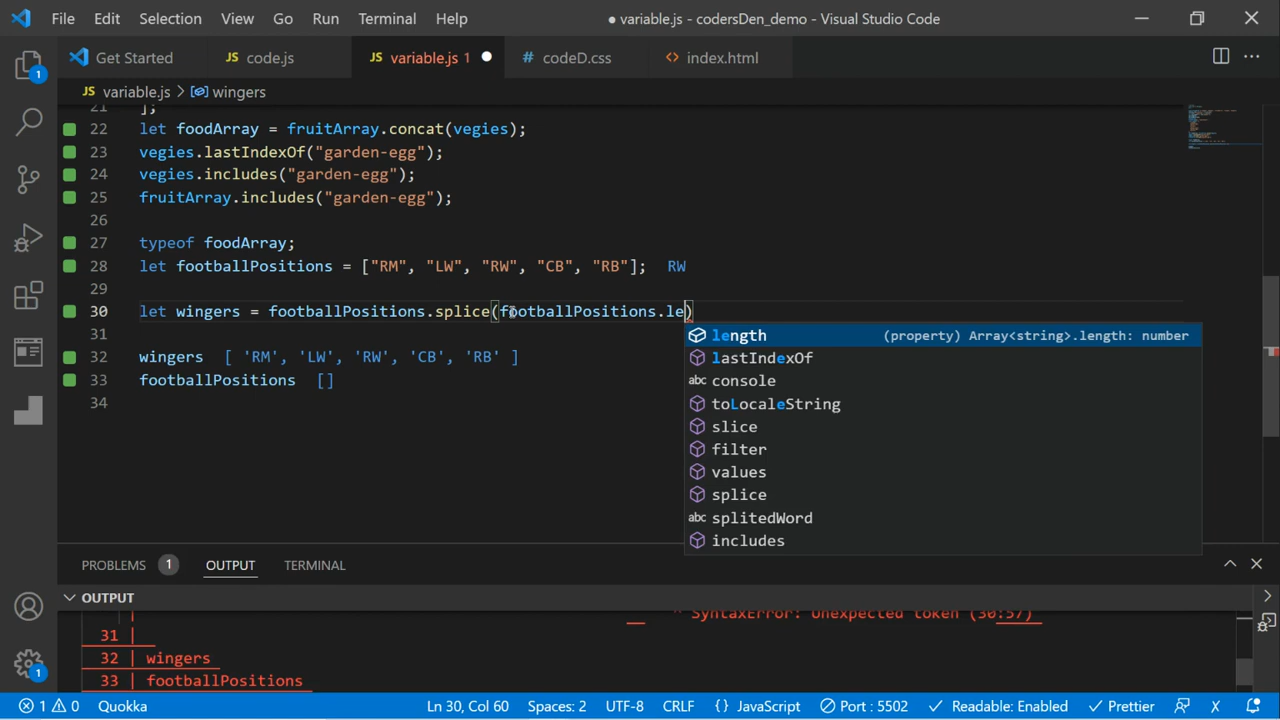 File Edit Selection View Go Run Terminal Help ● variable.js - codersDen_demo - Visual Studio Code
Get Started JS code.js JS variable.js 1 # codeD.css <> index.html
1
JS variable.js > wingers
21 ];
22 let foodArray = fruitArray.concat(vegies);
23 vegies.lastIndexOf("garden-egg");
24 vegies.includes("garden-egg");
25 fruitArray.includes("garden-egg");
26
27 typeof foodArray;
28 let footballPositions = ["RM", "LW", "RW", "CB", "RB"]; RW
29
30 let wingers = footballPositions.splice(footballPositions.le)
31
length (property) Array<string>.length: number
32 wingers [ 'RM', 'LW', 'RW', 'CB', 'RB' ]
lastIndexOf
33 footballPositions []
abc console
34
toLocaleString
slice
filter
values
splice
abc splitedWord
includes
PROBLEMS 1 OUTPUT TERMINAL
OUTPUT
^ SyntaxError: Unexpected token (30:57)
31 |
32 | wingers
33 | footballPositions
1
1 0 Quokka Ln 30, Col 60 Spaces: 2 UTF-8 CRLF {} JavaScript Port : 5502 Readable: Enabled Prettier